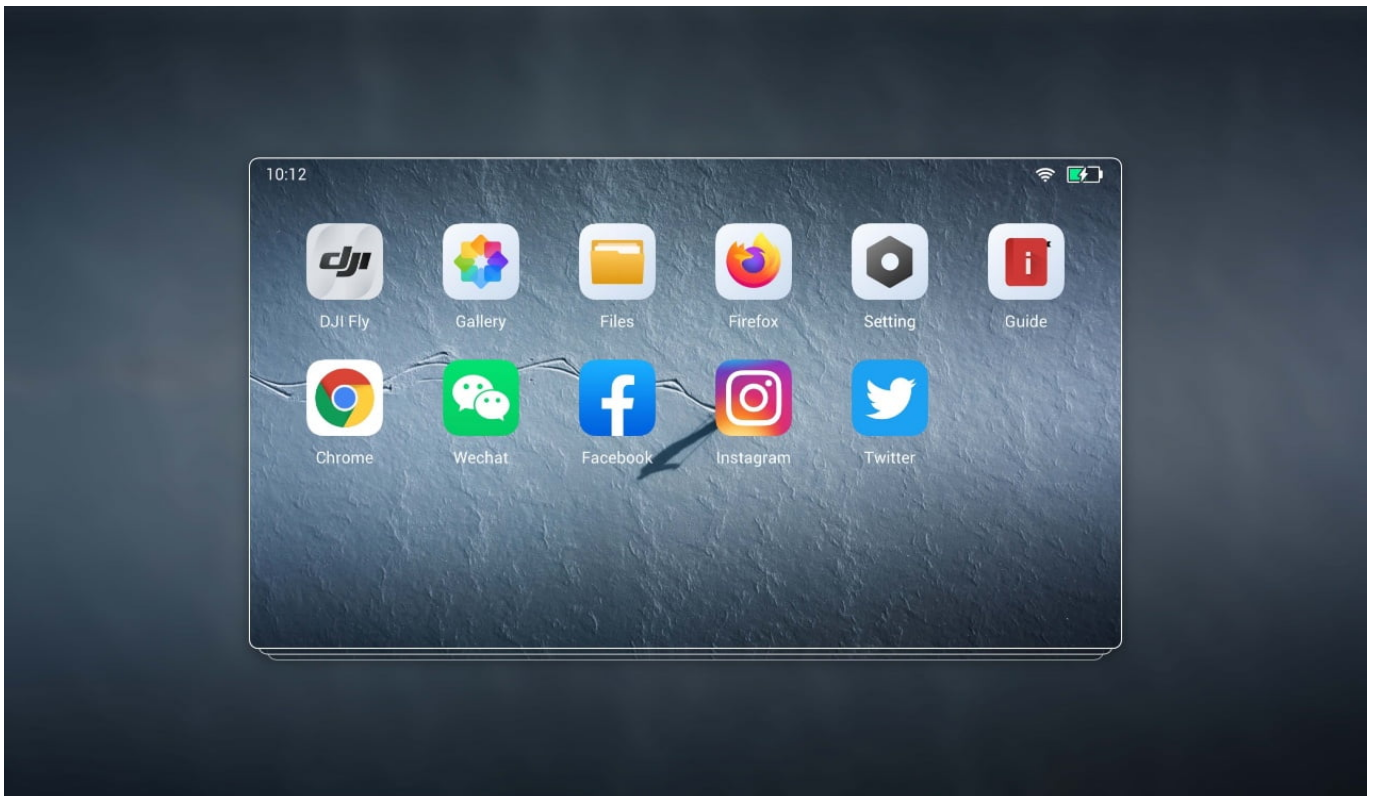 10:12
dji
DJI Fly Gallery Files Firefox Setting Guide
Chrome Wechat Facebook Instagram Twitter